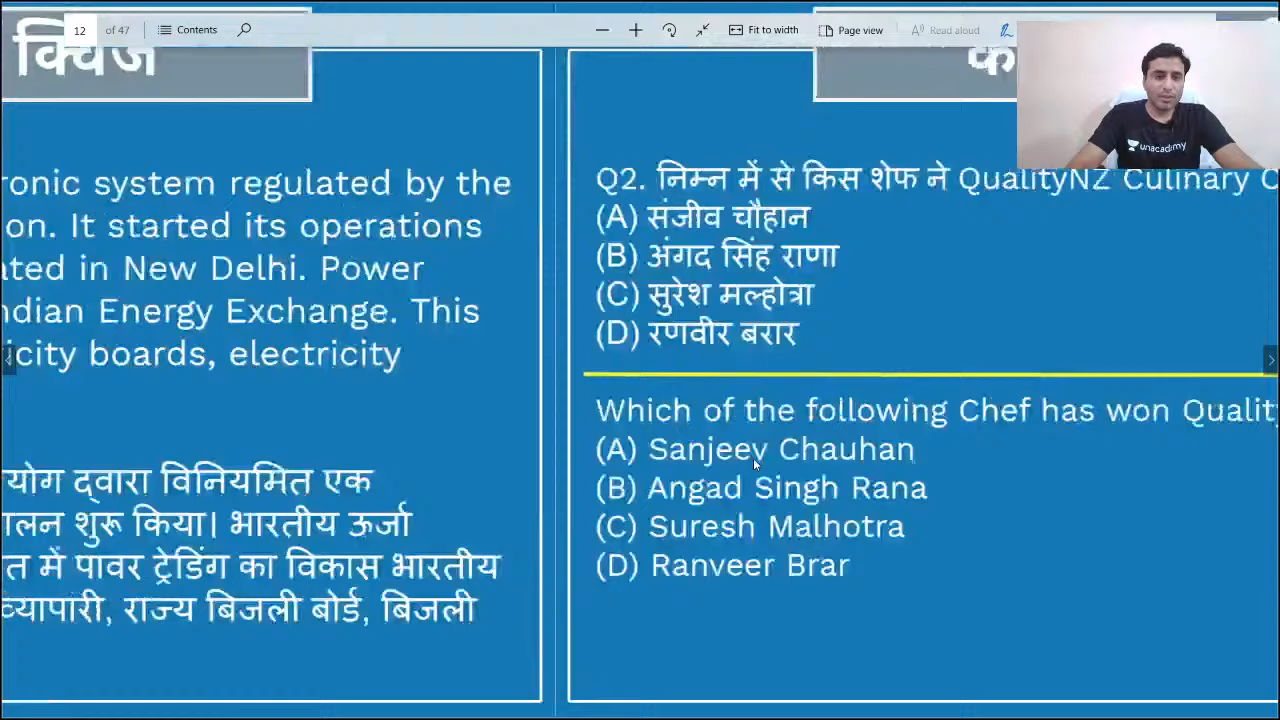 12 of 47 Contents Fit to width Page view Read aloud
क्विज
ronic system regulated by the
on. It started its operations
ated in New Delhi. Power
ndian Energy Exchange. This
icity boards, electricity
योग द्वारा विनियमित एक
ालन शुरू किया। भारतीय ऊर्जा
त में पावर ट्रेडिंग का विकास भारतीय
व्यापारी, राज्य बिजली बोर्ड, बिजली
unacademy
Q2. निम्न में से किस शेफ ने QualityNZ Culinary C
(A) संजीव चौहान
(B) अंगद सिंह राणा
(C) सुरेश मल्होत्रा
(D) रणवीर बरार
Which of the following Chef has won Quality
(A) Sanjeev Chauhan
(B) Angad Singh Rana
(C) Suresh Malhotra
(D) Ranveer Brar